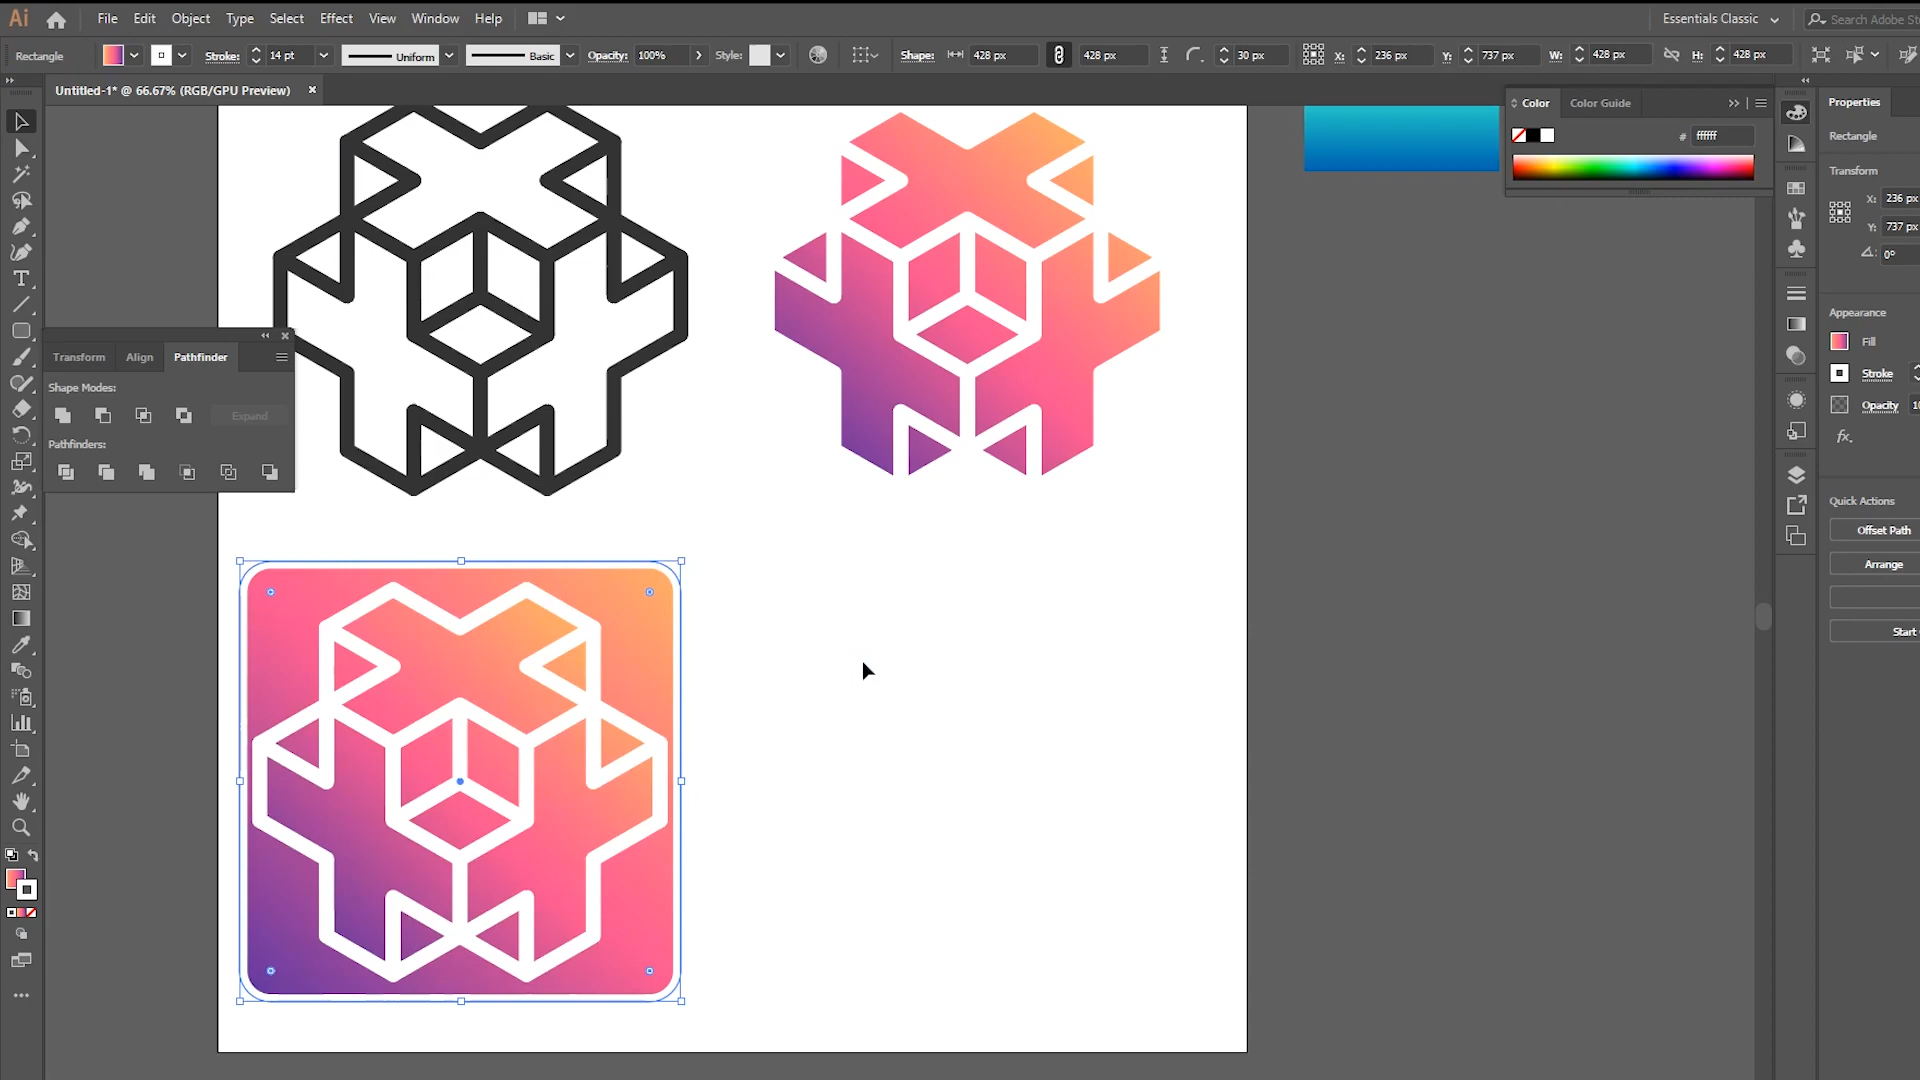 Ai File Edit Object Type Select Effect View Window Help Essentials Classic Search Adobe St
Rectangle Stroke: 14 pt Uniform Basic Opacity: 100% Style: Shape: 428 px 428 px 30 px X: 236 px Y: 737 px W: 428 px H: 428 px
Untitled-1* @ 66.67% (RGB/GPU Preview)
Color Color Guide
# ffffff
Properties
Rectangle
Transform
X: 236 px
Y: 737 px
0°
Appearance
Fill
Stroke
Opacity 10
fx.
Quick Actions
Offset Path
Arrange
Start
Transform Align Pathfinder
Shape Modes:
Expand
Pathfinders: